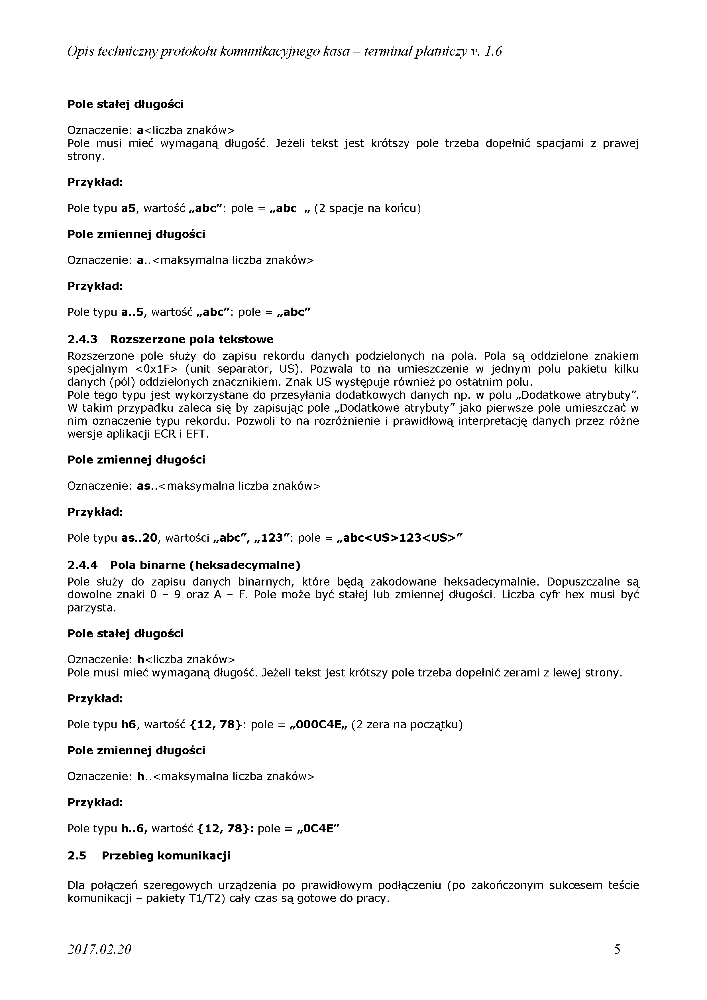 Opis techniczny protokołu komunikacyjnego kasa – terminal płatniczy v. 1.6
Pole stałej długości
Oznaczenie: a<liczba znaków>
Pole musi mieć wymaganą długość. Jeżeli tekst jest krótszy pole trzeba dopełnić spacjami z prawej
strony.
Przykład:
Pole typu a5, wartość „abc”: pole = „abc  „ (2 spacje na końcu)
Pole zmiennej długości
Oznaczenie: a..<maksymalna liczba znaków>
Przykład:
Pole typu a..5, wartość „abc”: pole = „abc”
2.4.3 Rozszerzone pola tekstowe
Rozszerzone pole służy do zapisu rekordu danych podzielonych na pola. Pola są oddzielone znakiem
specjalnym <0x1F> (unit separator, US). Pozwala to na umieszczenie w jednym polu pakietu kilku
danych (pól) oddzielonych znacznikiem. Znak US występuje również po ostatnim polu.
Pole tego typu jest wykorzystane do przesyłania dodatkowych danych np. w polu „Dodatkowe atrybuty”.
W takim przypadku zaleca się by zapisując pole „Dodatkowe atrybuty” jako pierwsze pole umieszczać w
nim oznaczenie typu rekordu. Pozwoli to na rozróżnienie i prawidłową interpretację danych przez różne
wersje aplikacji ECR i EFT.
Pole zmiennej długości
Oznaczenie: as..<maksymalna liczba znaków>
Przykład:
Pole typu as..20, wartości „abc”, „123”: pole = „abc<US>123<US>”
2.4.4 Pola binarne (heksadecymalne)
Pole służy do zapisu danych binarnych, które będą zakodowane heksadecymalnie. Dopuszczalne są
dowolne znaki 0 – 9 oraz A – F. Pole może być stałej lub zmiennej długości. Liczba cyfr hex musi być
parzysta.
Pole stałej długości
Oznaczenie: h<liczba znaków>
Pole musi mieć wymaganą długość. Jeżeli tekst jest krótszy pole trzeba dopełnić zerami z lewej strony.
Przykład:
Pole typu h6, wartość {12, 78}: pole = „000C4E„ (2 zera na początku)
Pole zmiennej długości
Oznaczenie: h..<maksymalna liczba znaków>
Przykład:
Pole typu h..6, wartość {12, 78}: pole = „0C4E”
2.5 Przebieg komunikacji
Dla połączeń szeregowych urządzenia po prawidłowym podłączeniu (po zakończonym sukcesem teście
komunikacji – pakiety T1/T2) cały czas są gotowe do pracy.
2017.02.20 5